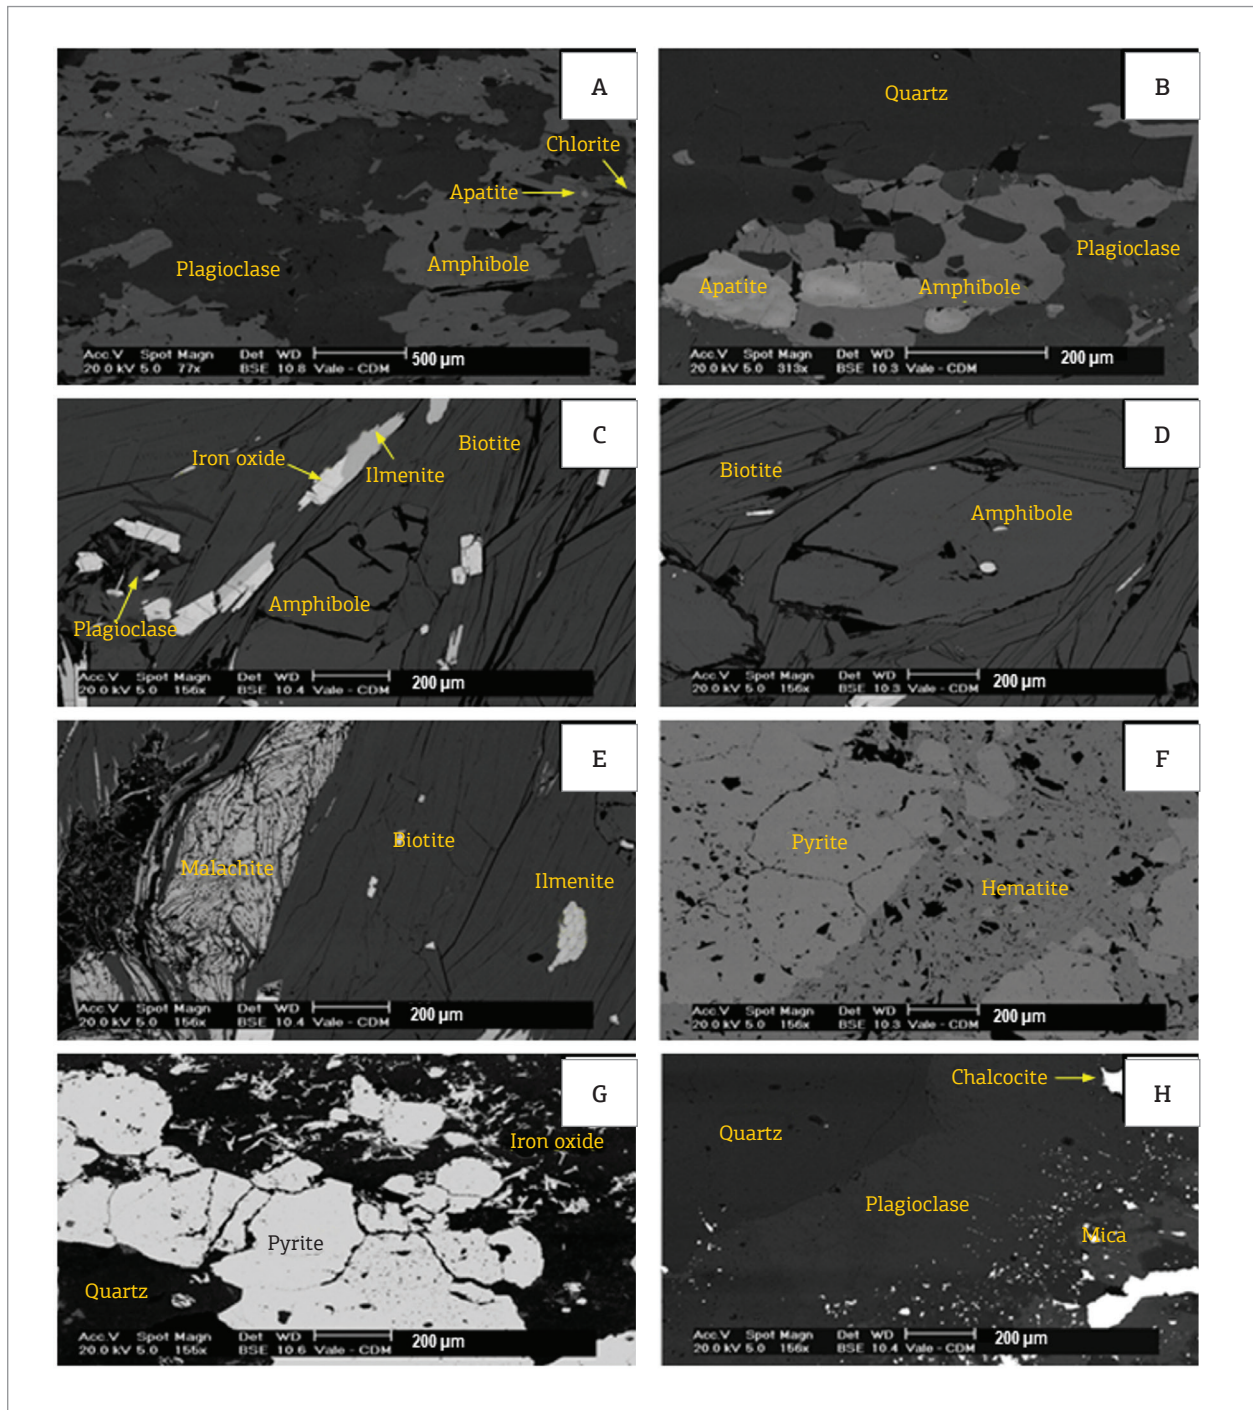 A
Chlorite
Apatite
Plagioclase
Amphibole
Acc.V Spot Magn Det WD
500 µm
20.0 kV 5.0 77x BSE 10.8 Vale - CDM
B
Quartz
Plagioclase
Apatite
Amphibole
Acc.V Spot Magn Det WD
200 µm
20.0 kV 5.0 313x BSE 10.3 Vale - CDM
C
Biotite
Iron oxide
Ilmenite
Amphibole
Plagioclase
Acc.V Spot Magn Det WD
200 µm
20.0 kV 5.0 156x BSE 10.4 Vale - CDM
D
Biotite
Amphibole
Acc.V Spot Magn Det WD
200 µm
20.0 kV 5.0 156x BSE 10.3 Vale - CDM
E
Biotite
Malachite
Ilmenite
Acc.V Spot Magn Det WD
200 µm
20.0 kV 5.0 156x BSE 10.4 Vale - CDM
F
Pyrite
Hematite
Acc.V Spot Magn Det WD
200 µm
20.0 kV 5.0 156x BSE 10.3 Vale - CDM
G
Iron oxide
Pyrite
Quartz
Acc.V Spot Magn Det WD
200 µm
20.0 kV 5.0 155x BSE 10.6 Vale - CDM
Chalcocite
H
Quartz
Plagioclase
Mica
Acc.V Spot Magn Det WD
200 µm
20.0 kV 5.0 156x BSE 10.4 Vale - CDM